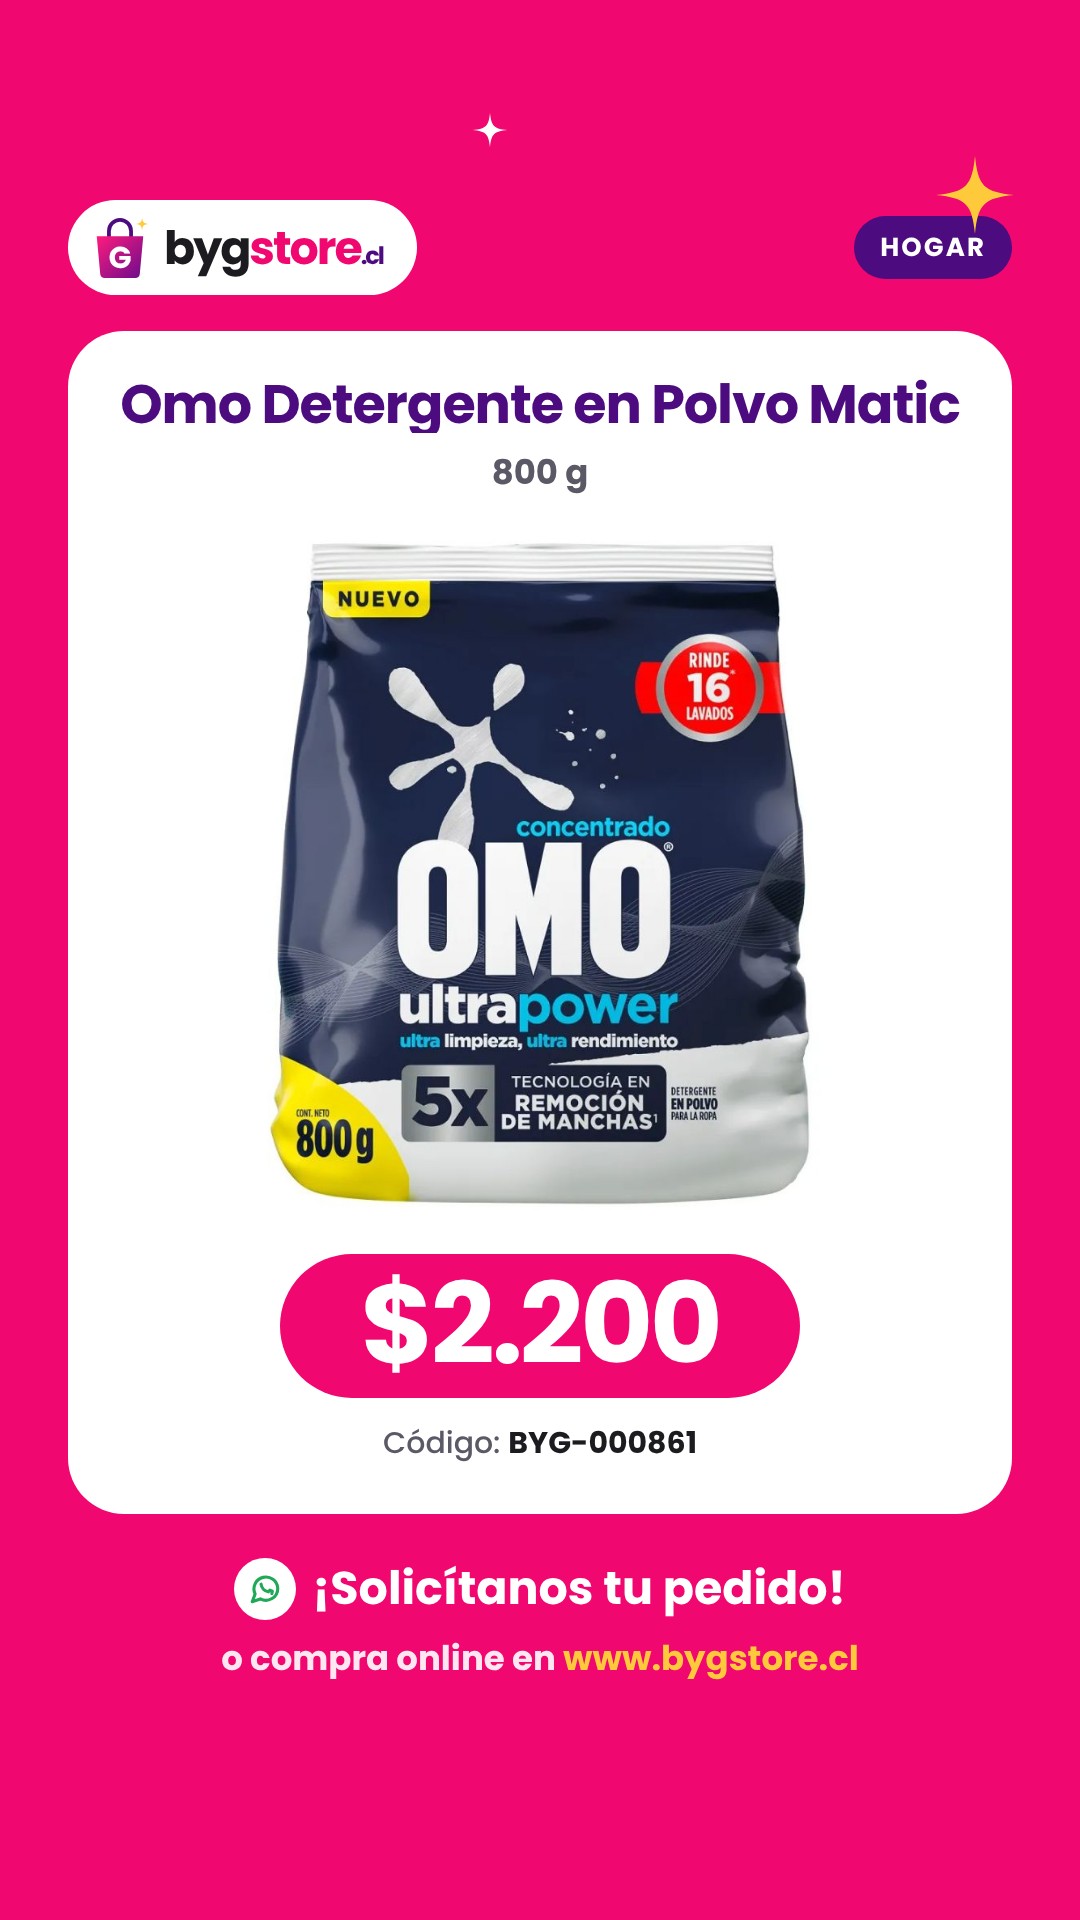 bygstore.cl
HOGAR
Omo Detergente en Polvo Matic
800 g
NUEVO
RINDE
16
LAVADOS
concentrado
OMO®
ultrapower
ultra limpieza, ultra rendimiento
5x
TECNOLOGÍA EN
REMOCIÓN
DE MANCHAS¹
DETERGENTE
EN POLVO
PARA LA ROPA
CONT. NETO
800g
$2.200
Código: BYG-000861
¡Solicítanos tu pedido!
o compra online en www.bygstore.cl